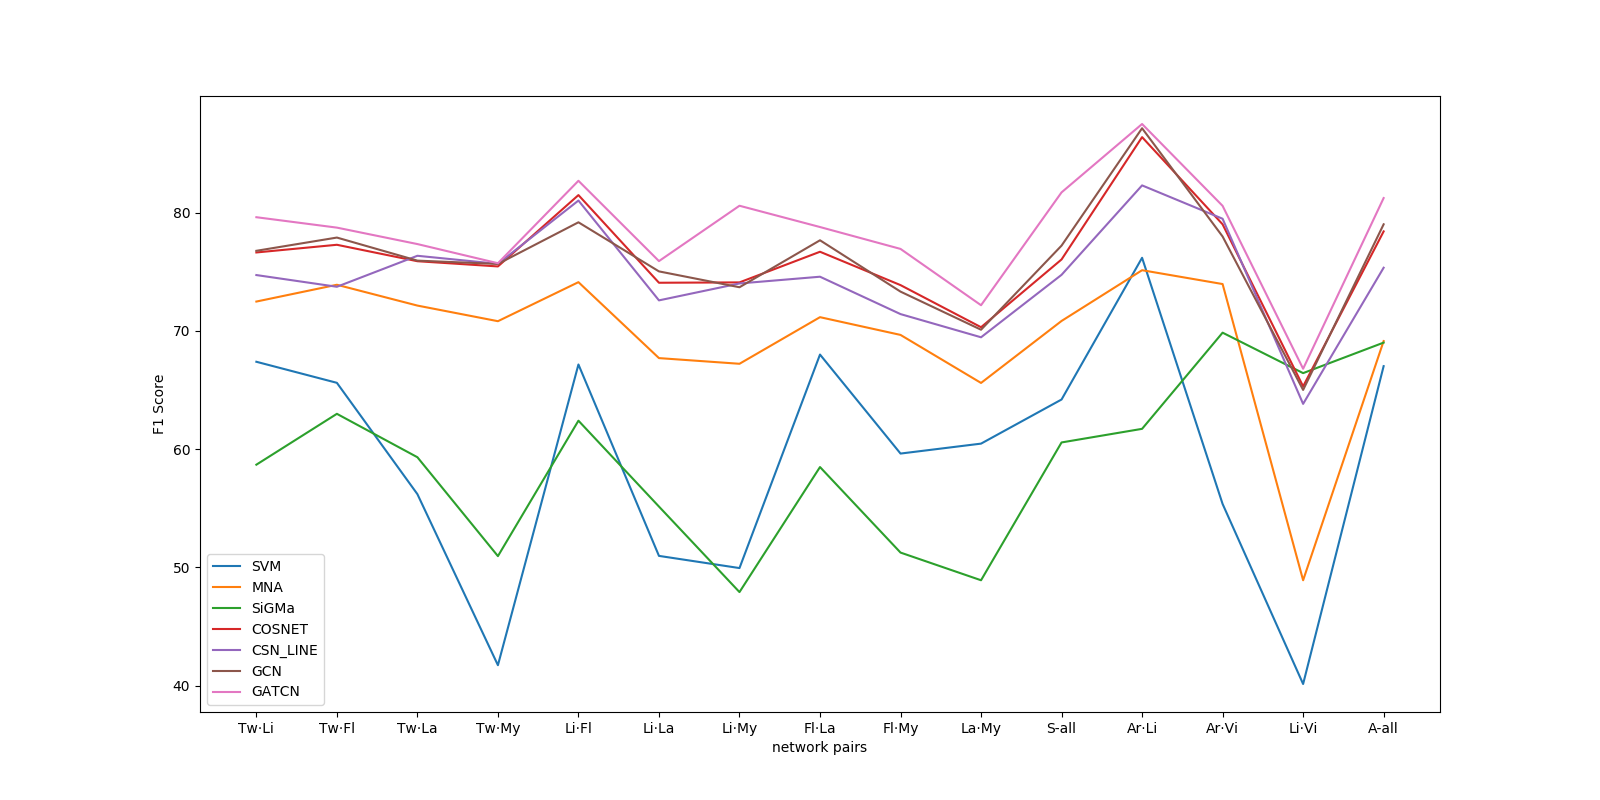 80
70
60
50
40
F1 Score
SVM
MNA
SiGMa
COSNET
CSN_LINE
GCN
GATCN
Tw·Li Tw·Fl Tw·La Tw·My Li·Fl Li·La Li·My Fl·La Fl·My La·My S-all Ar·Li Ar·Vi Li·Vi A-all
network pairs